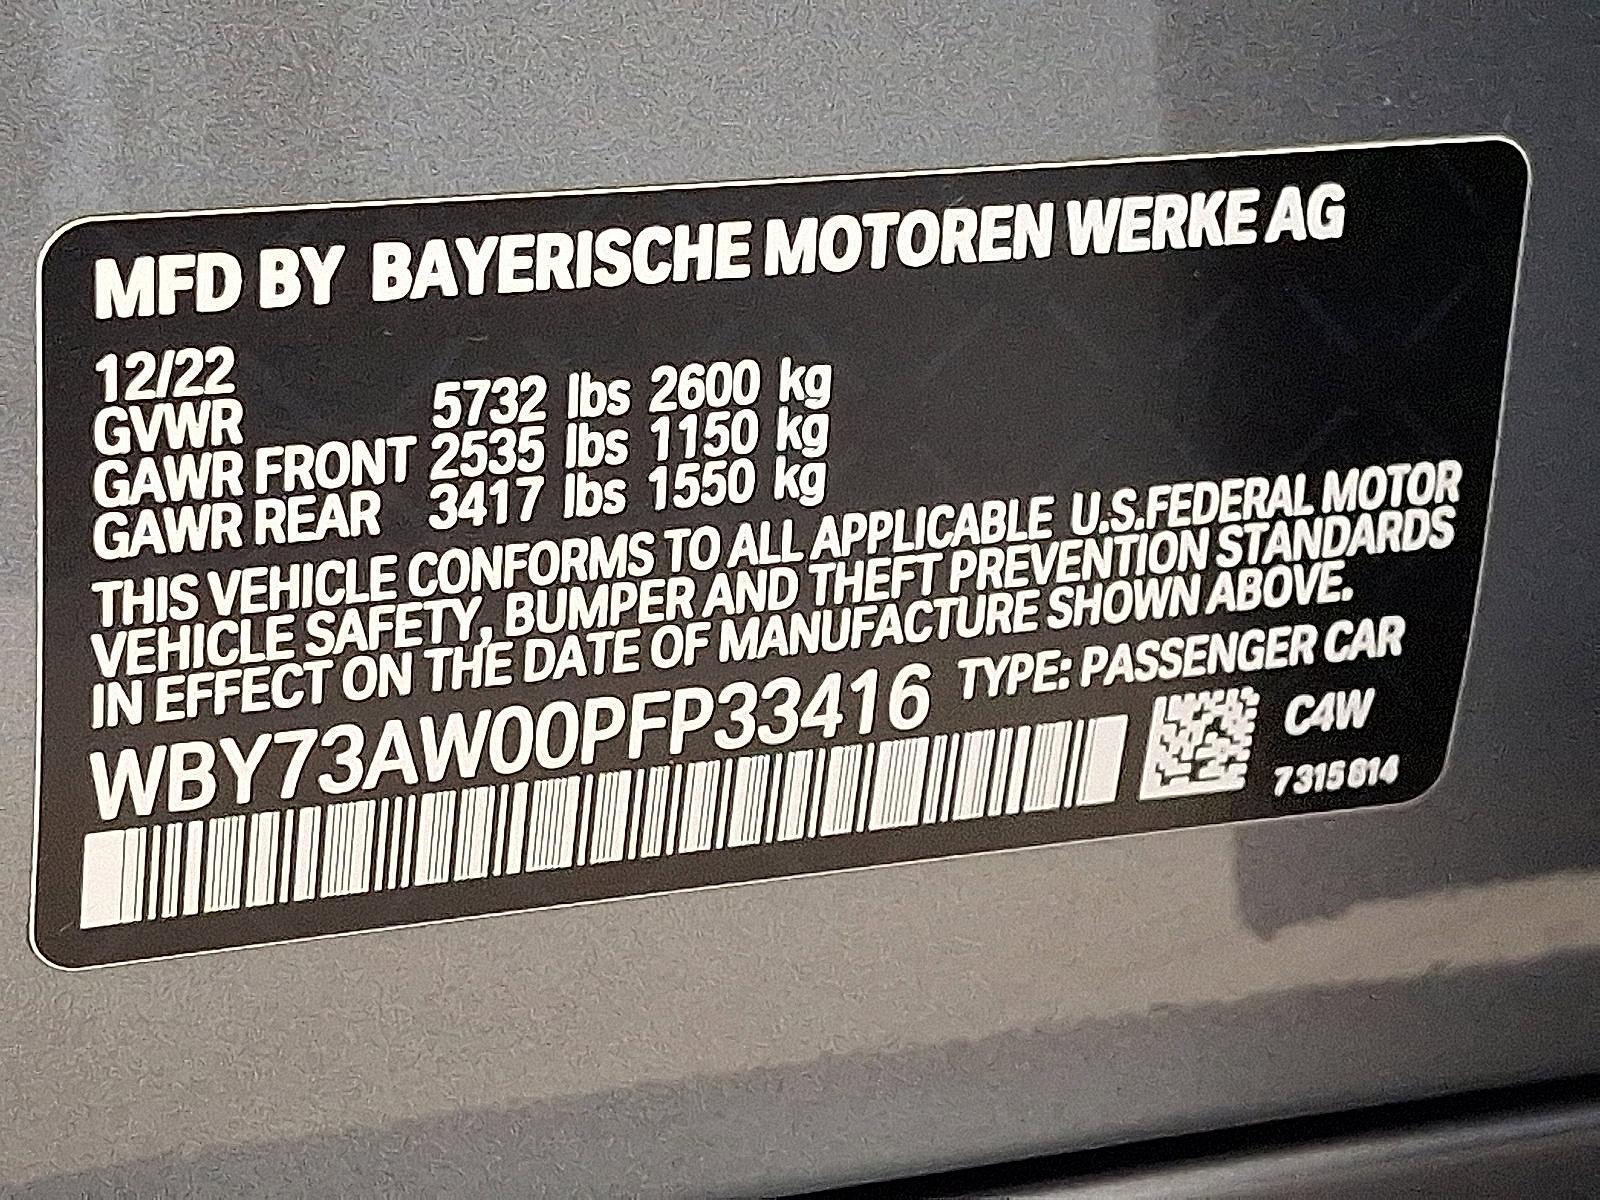 MFD BY BAYERISCHE MOTOREN WERKE AG
12/22
GVWR 5732 lbs 2600 kg
GAWR FRONT 2535 lbs 1150 kg
GAWR REAR 3417 lbs 1550 kg
THIS VEHICLE CONFORMS TO ALL APPLICABLE U.S.FEDERAL MOTOR
VEHICLE SAFETY, BUMPER AND THEFT PREVENTION STANDARDS
IN EFFECT ON THE DATE OF MANUFACTURE SHOWN ABOVE.
WBY73AW00PFP33416 TYPE: PASSENGER CAR
C4W
7315814